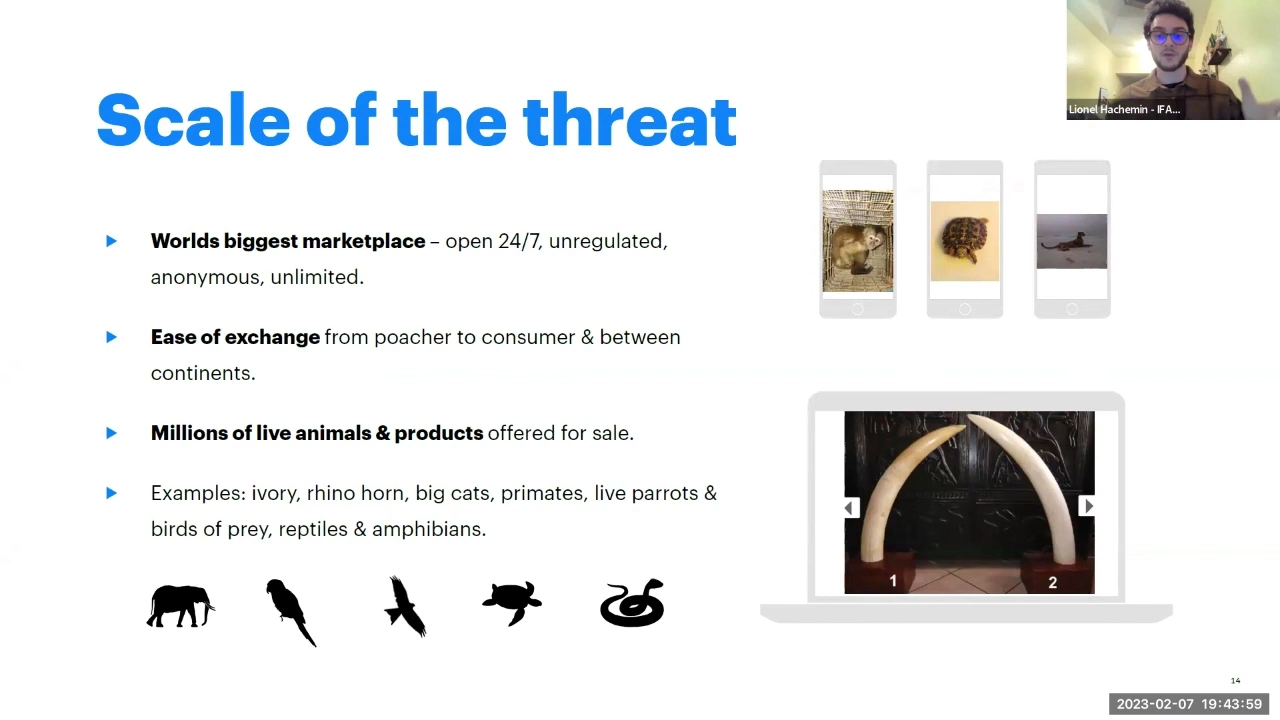 Lionel Hachemin - IFA...
Scale of the threat
Worlds biggest marketplace – open 24/7, unregulated,
anonymous, unlimited.
Ease of exchange from poacher to consumer & between
continents.
Millions of live animals & products offered for sale.
Examples: ivory, rhino horn, big cats, primates, live parrots &
birds of prey, reptiles & amphibians.
1
2
14
2023-02-07 19:43:59